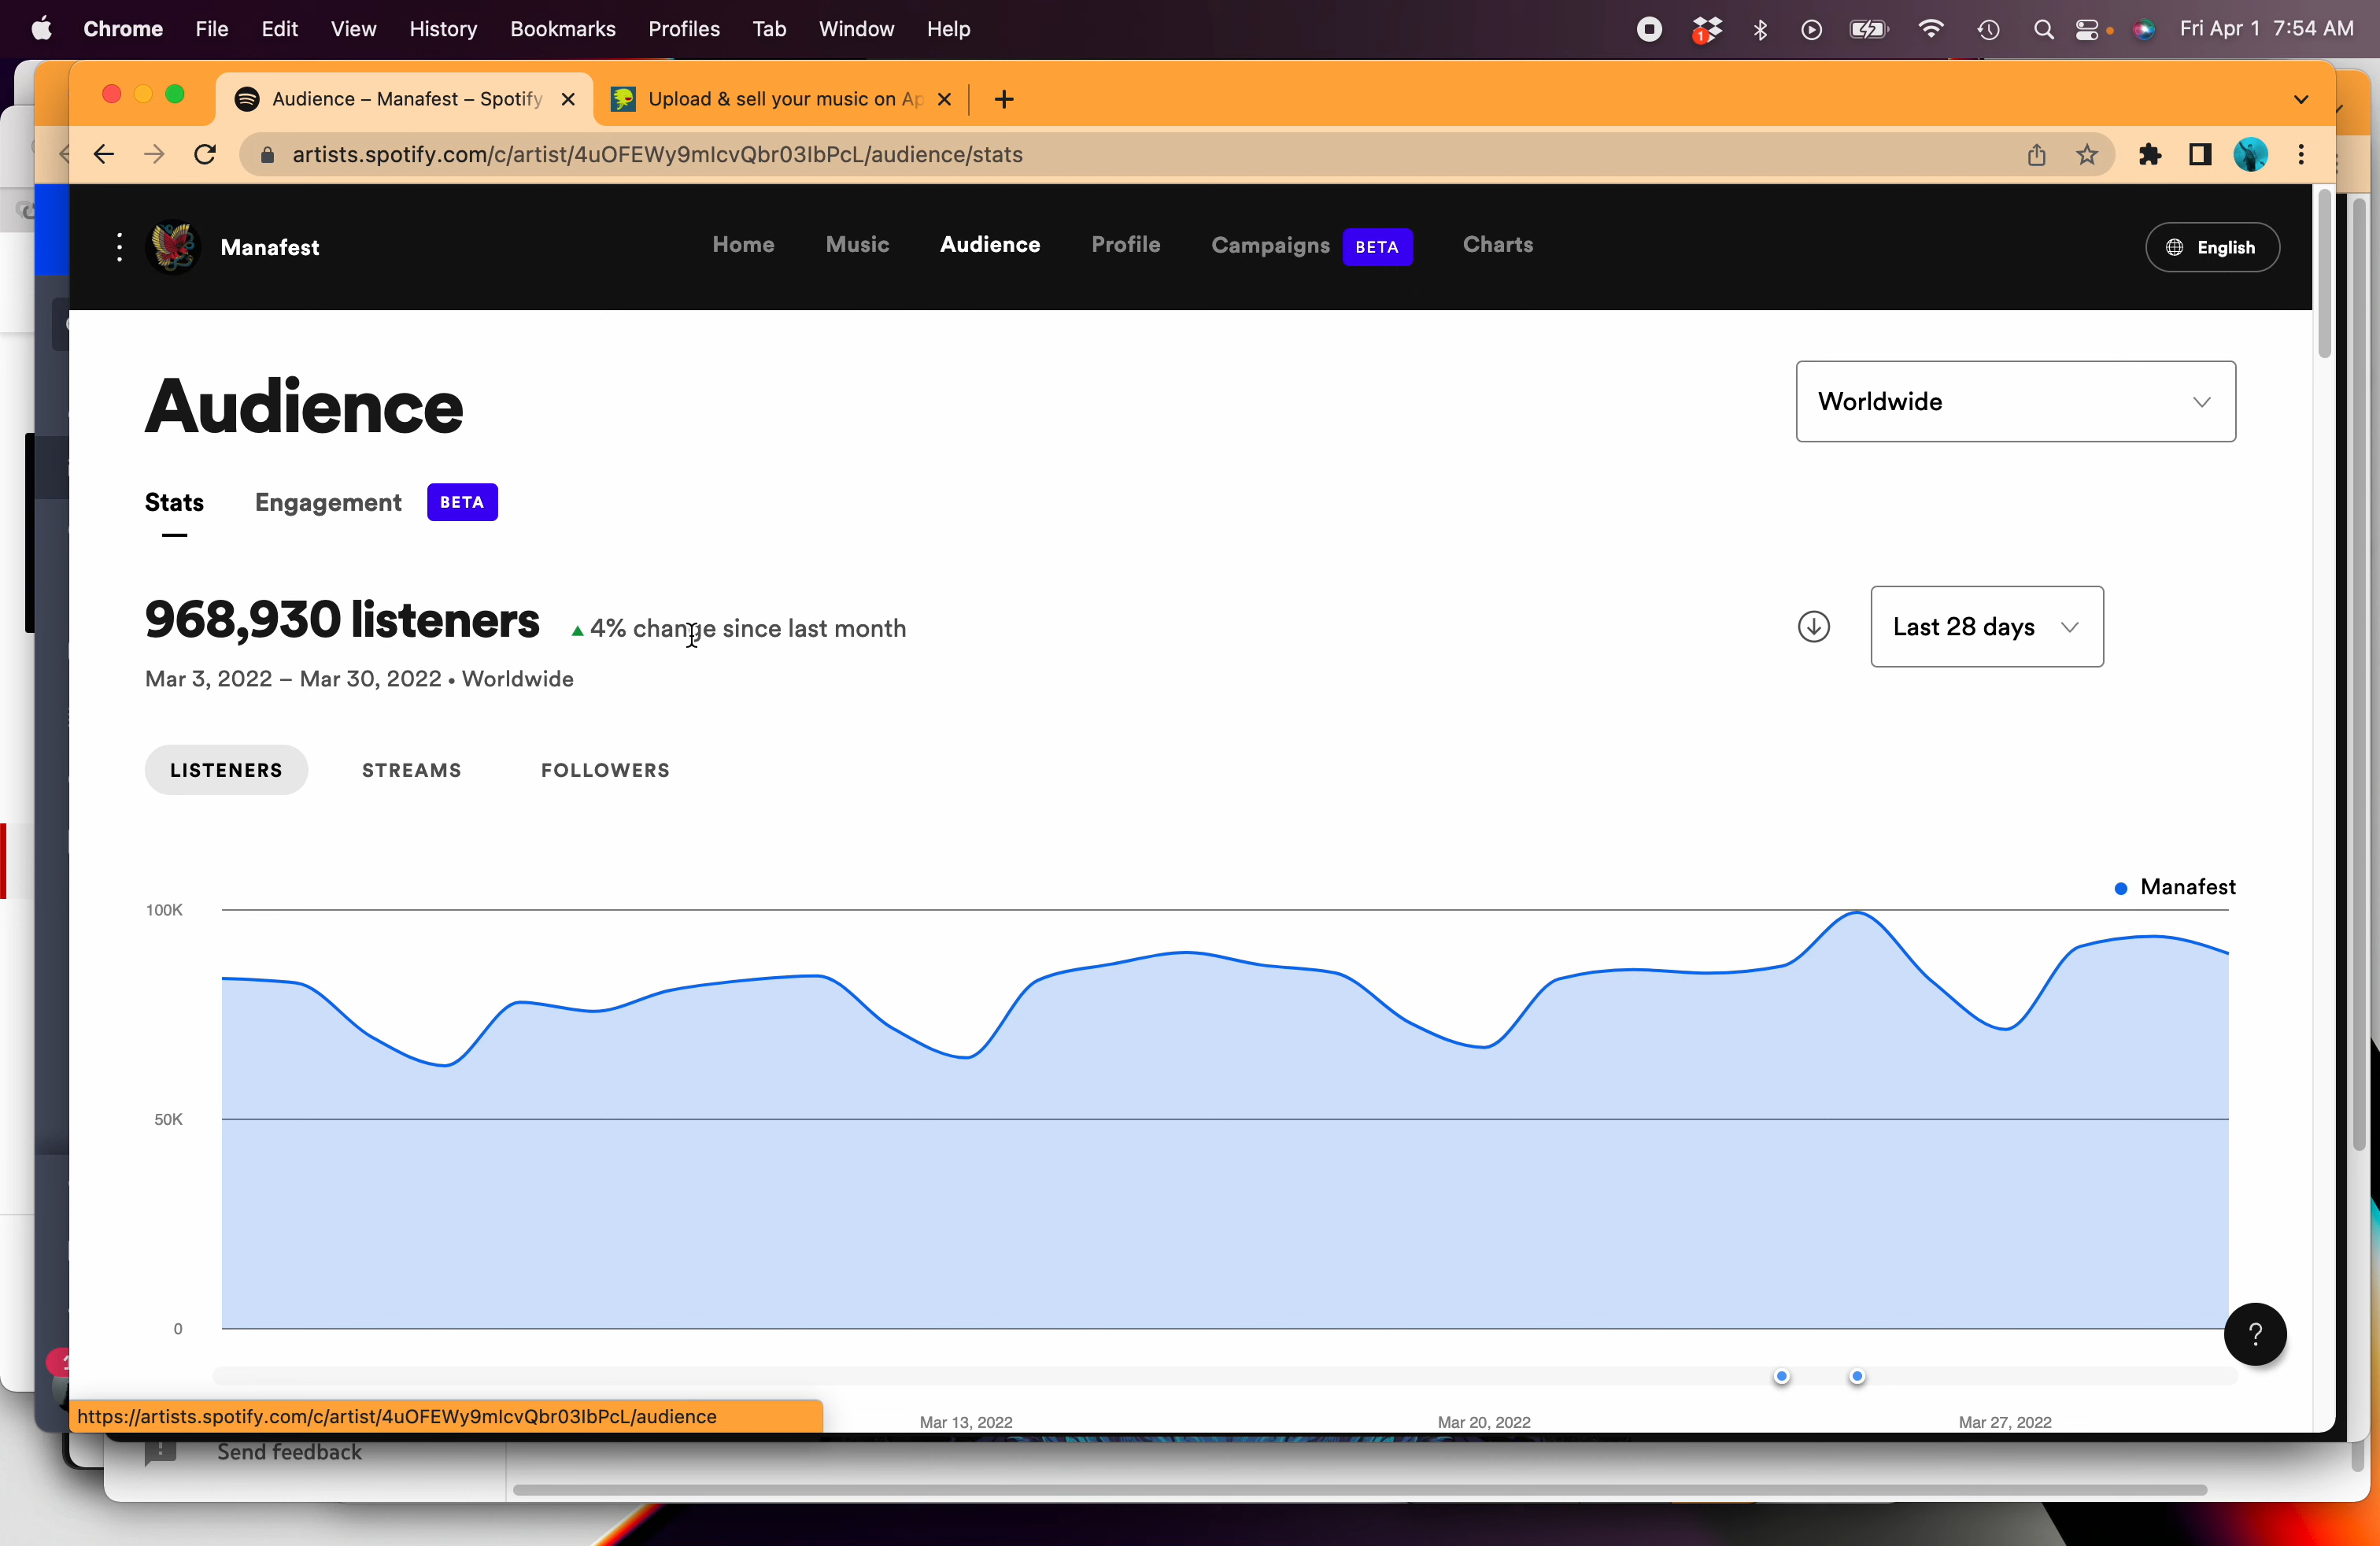 Chrome File Edit View History Bookmarks Profiles Tab Window Help 1 Fri Apr 1 7:54 AM
Audience – Manafest – Spotify Upload & sell your music on Ap
artists.spotify.com/c/artist/4uOFEWy9mlcvQbr03lbPcL/audience/stats
Manafest Home Music Audience Profile Campaigns BETA Charts English
Audience
Worldwide
Stats Engagement BETA
968,930 listeners 4% change since last month
Last 28 days
Mar 3, 2022 – Mar 30, 2022 • Worldwide
LISTENERS STREAMS FOLLOWERS
Manafest
100K
50K
0
?
https://artists.spotify.com/c/artist/4uOFEWy9mlcvQbr03lbPcL/audience
Mar 13, 2022 Mar 20, 2022 Mar 27, 2022
Send feedback